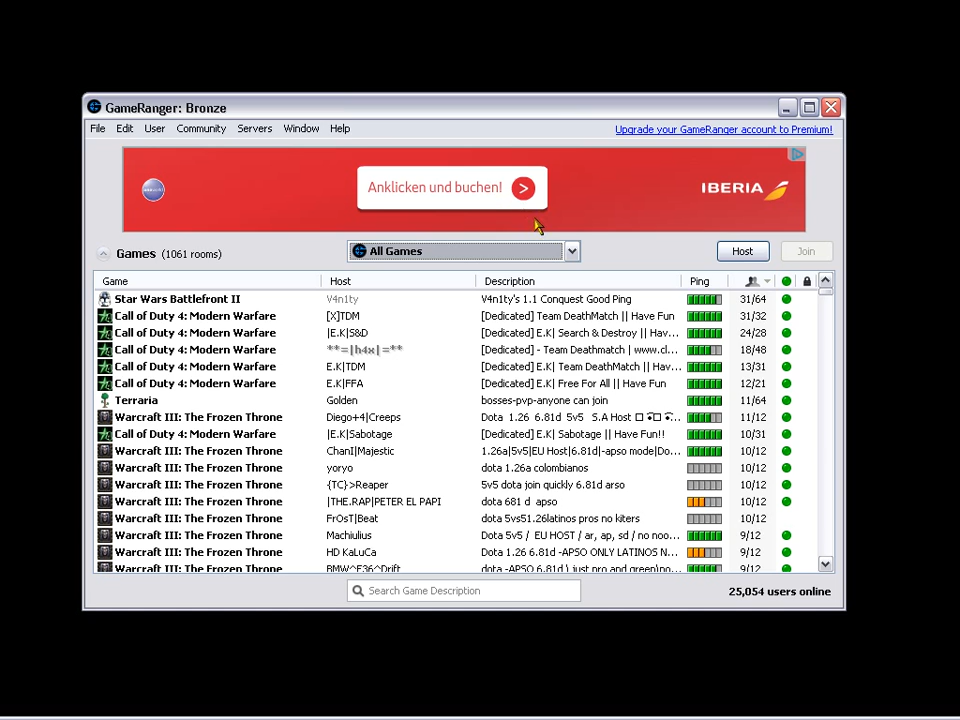 GameRanger: Bronze
File Edit User Community Servers Window Help
Upgrade your GameRanger account to Premium!
Anklicken und buchen!
IBERIA
Games (1061 rooms)
All Games
Host
Join
Game Host Description Ping
Star Wars Battlefront II V4n1ty V4n1ty's 1.1 Conquest Good Ping 31/64
Call of Duty 4: Modern Warfare [X]TDM [Dedicated] Team DeathMatch || Have Fun 31/32
Call of Duty 4: Modern Warfare |E.K|S&D [Dedicated] E.K| Search & Destroy || Hav... 24/28
Call of Duty 4: Modern Warfare **=|h4x|=** [Dedicated] - Team Deathmatch | www.cl... 18/48
Call of Duty 4: Modern Warfare E.K|TDM [Dedicated] E.K| Team DeathMatch || Hav... 13/31
Call of Duty 4: Modern Warfare E.K|FFA [Dedicated] E.K| Free For All || Have Fun 12/21
Terraria Golden bosses-pvp-anyone can join 11/64
Warcraft III: The Frozen Throne Diego+4|Creeps Dota 1.26 6.81d 5v5 S.A Host 11/12
Call of Duty 4: Modern Warfare |E.K|Sabotage [Dedicated] E.K| Sabotage || Have Fun!! 10/31
Warcraft III: The Frozen Throne ChanI|Majestic 1.26a|5v5|EU Host|6.81d|-apso mode|Do... 10/12
Warcraft III: The Frozen Throne yoryo dota 1.26a colombianos 10/12
Warcraft III: The Frozen Throne {TC}>Reaper 5v5 dota join quickly 6.81d arso 10/12
Warcraft III: The Frozen Throne |THE.RAP|PETER EL PAPI dota 681 d apso 10/12
Warcraft III: The Frozen Throne FrOsT|Beat dota 5vs51.26latinos pros no kiters 10/12
Warcraft III: The Frozen Throne Machiulius Dota 5v5 / EU HOST / ar, ap, sd / no noo... 9/12
Warcraft III: The Frozen Throne HD KaLuCa Dota 1.26 6.81d -APSO ONLY LATINOS N... 9/12
Warcraft III: The Frozen Throne BMW^E36^Drift dota -APSO 6.81d \ just pro and green\no... 9/12
Search Game Description
25,054 users online